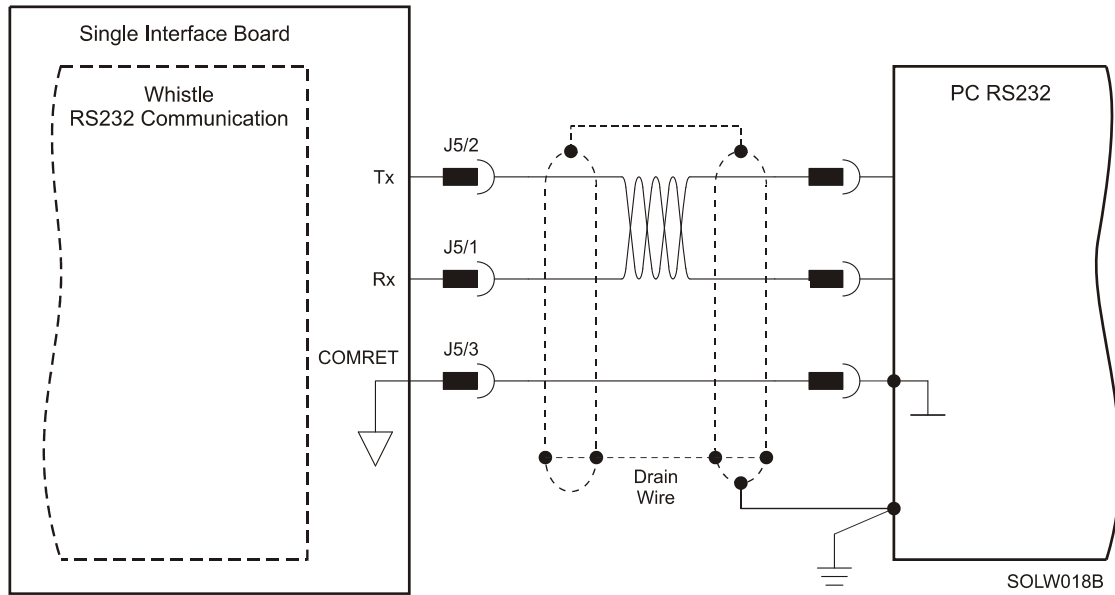 Single Interface Board
Whistle
RS232 Communication
PC RS232
J5/2
Tx
J5/1
Rx
J5/3
COMRET
Drain
Wire
SOLW018B